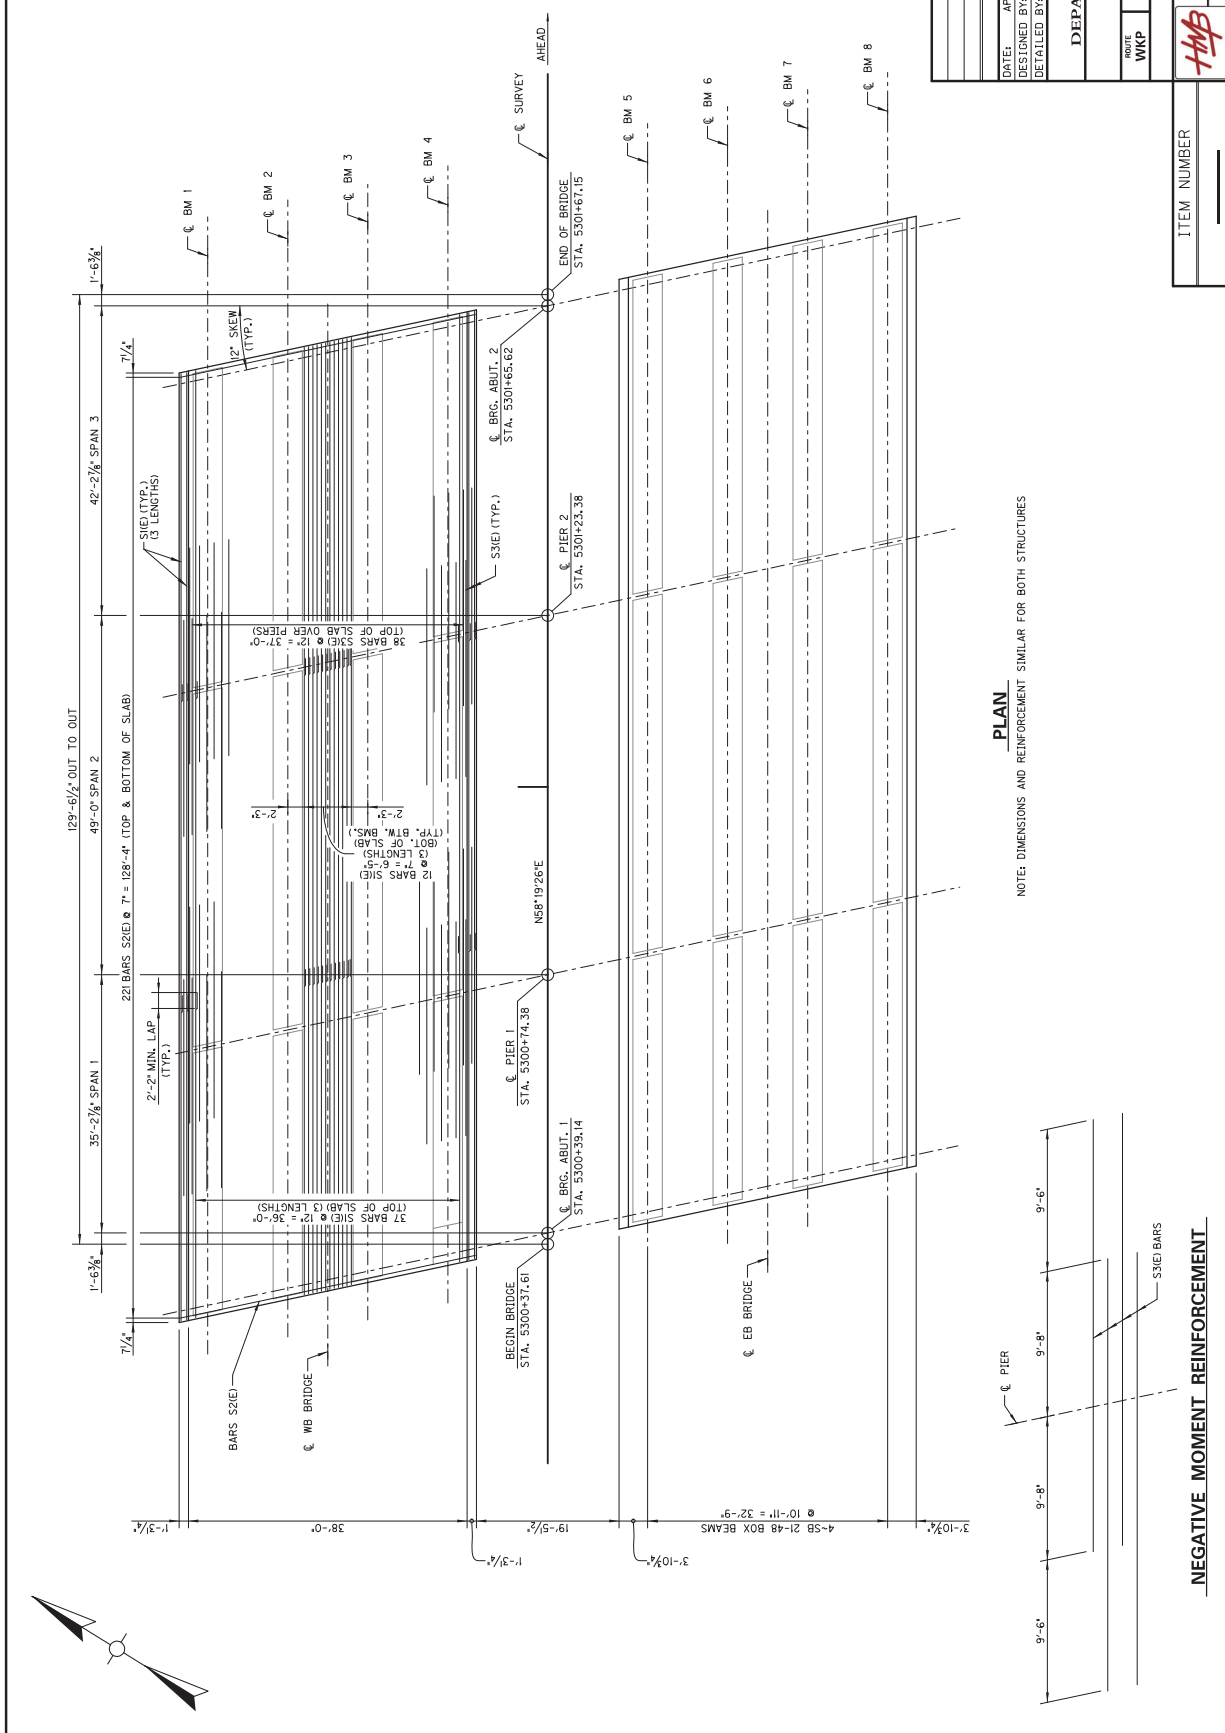 129'-6½" OUT TO OUT
1'-6⅜"
35'-2⅞" SPAN 1
49'-0" SPAN 2
42'-2⅞" SPAN 3
1'-6⅜"
7¼"
221 BARS S2(E) @ 7" = 128'-4" (TOP & BOTTOM OF SLAB)
7¼"
2'-2" MIN. LAP
(TYP.)
S1(E) (TYP.)
(3 LENGTHS)
12° SKEW
(TYP.)
℄ BM 1
℄ BM 2
℄ BM 3
℄ BM 4
BARS S2(E)
℄ WB BRIDGE
37 BARS S1(E) @ 12" = 36'-0"
(TOP OF SLAB) (3 LENGTHS)
2'-3"
2'-3"
12 BARS S1(E)
@ 7" = 6'-5"
(3 LENGTHS)
(BOT. OF SLAB)
(TYP. BTW. BMS.)
38 BARS S3(E) @ 12" = 37'-0"
(TOP OF SLAB OVER PIERS)
S3(E) (TYP.)
BEGIN BRIDGE
STA. 5300+37.61
℄ BRG. ABUT. 1
STA. 5300+39.14
℄ PIER 1
STA. 5300+74.38
N58°19'26"E
℄ PIER 2
STA. 5301+23.38
℄ BRG. ABUT. 2
STA. 5301+65.62
END OF BRIDGE
STA. 5301+67.15
℄ SURVEY
AHEAD
℄ BM 5
℄ BM 6
℄ BM 7
℄ BM 8
℄ EB BRIDGE
1'-3¼"
38'-0"
1'-3¼"
19'-5½"
3'-10¾"
4~SB 21-48 BOX BEAMS
@ 10'-11" = 32'-9"
3'-10¾"
PLAN
NOTE: DIMENSIONS AND REINFORCEMENT SIMILAR FOR BOTH STRUCTURES
℄ PIER
9'-6"
9'-8"
9'-8"
9'-6"
S3(E) BARS
NEGATIVE MOMENT REINFORCEMENT
DATE:
DESIGNED BY:
DETAILED BY:
DEPA
ROUTE
WKP
ITEM NUMBER
HMB